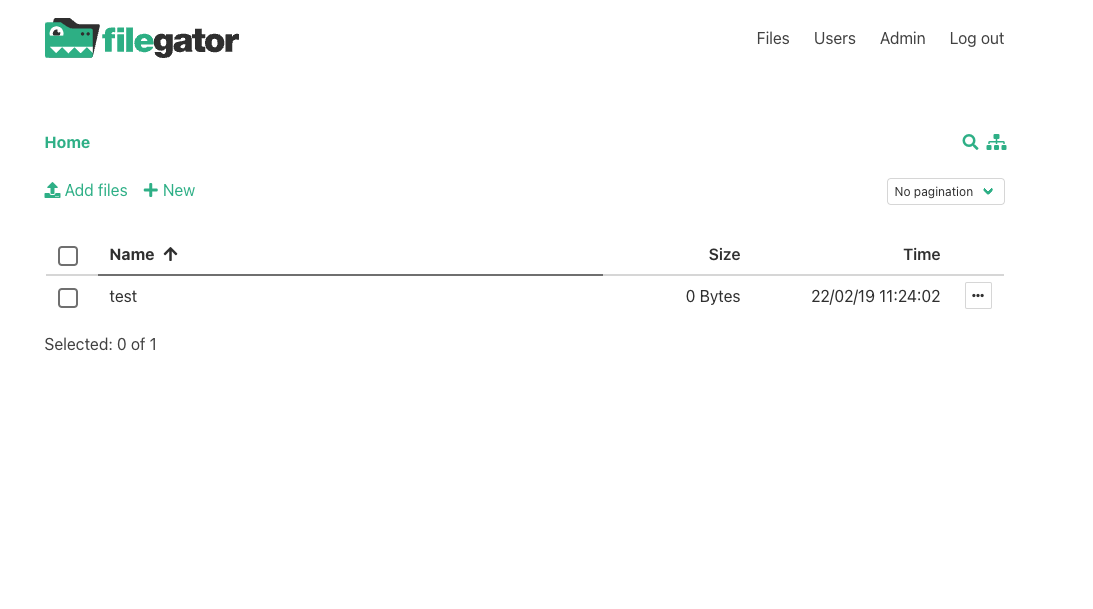 filegator
Files Users Admin Log out
Home
Add files New
No pagination
Name Size Time
test 0 Bytes 22/02/19 11:24:02
Selected: 0 of 1